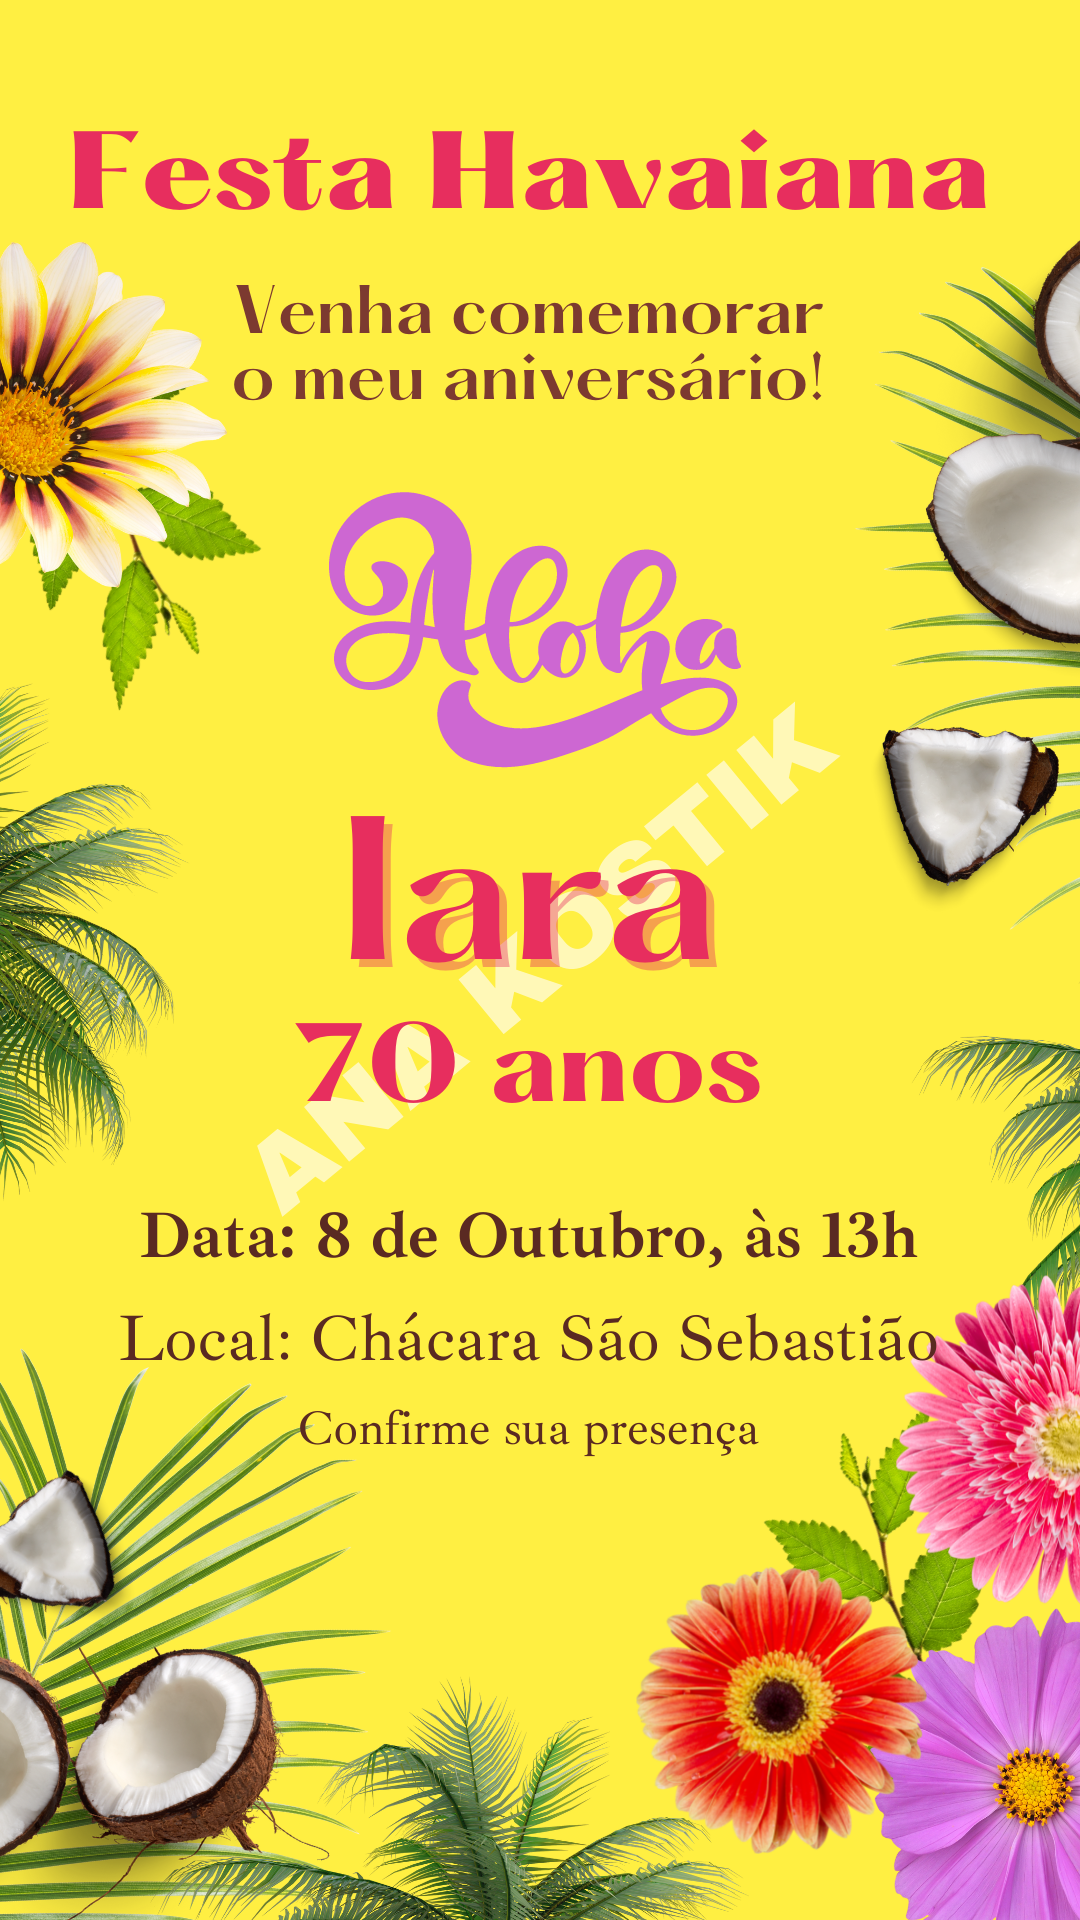 Festa Havaiana
Venha comemorar
o meu aniversário!
Aloha
Iara
70 anos
ANA KOSTIK
Data: 8 de Outubro, às 13h
Local: Chácara São Sebastião
Confirme sua presença